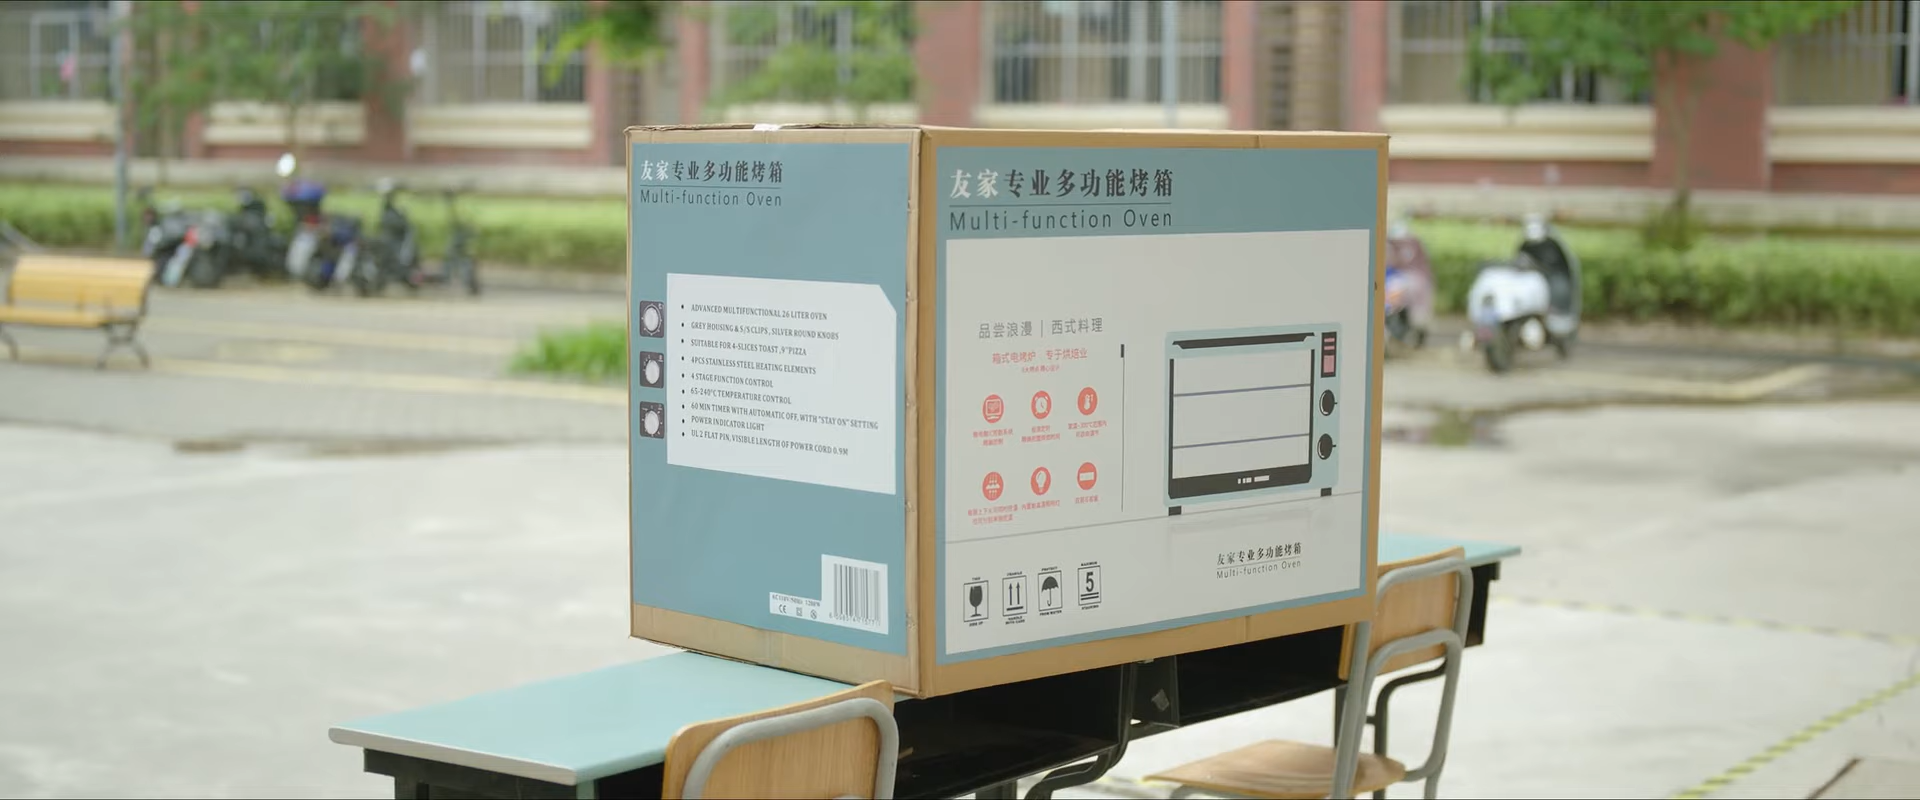 友家专业多功能烤箱
Multi-function Oven
ADVANCED MULTIFUNCTIONAL 26 LITER OVEN
GREY HOUSING & S/S CLIPS , SILVER ROUND KNOBS
SUITABLE FOR 4-SLICES TOAST ,9"PIZZA
4PCS STAINLESS STEEL HEATING ELEMENTS
4 STAGE FUNCTION CONTROL
65-240°C TEMPERATURE CONTROL
60 MIN TIMER WITH AUTOMATIC OFF, WITH "STAY ON" SETTING
POWER INDICATOR LIGHT
UL2 FLAT PIN, VISIBLE LENGTH OF POWER CORD 0.9M
CE
友家专业多功能烤箱
Multi-function Oven
品尝浪漫 | 西式料理
箱式电烤炉 专于烘焙业
友家专业多功能烤箱
Multi-function Oven
5